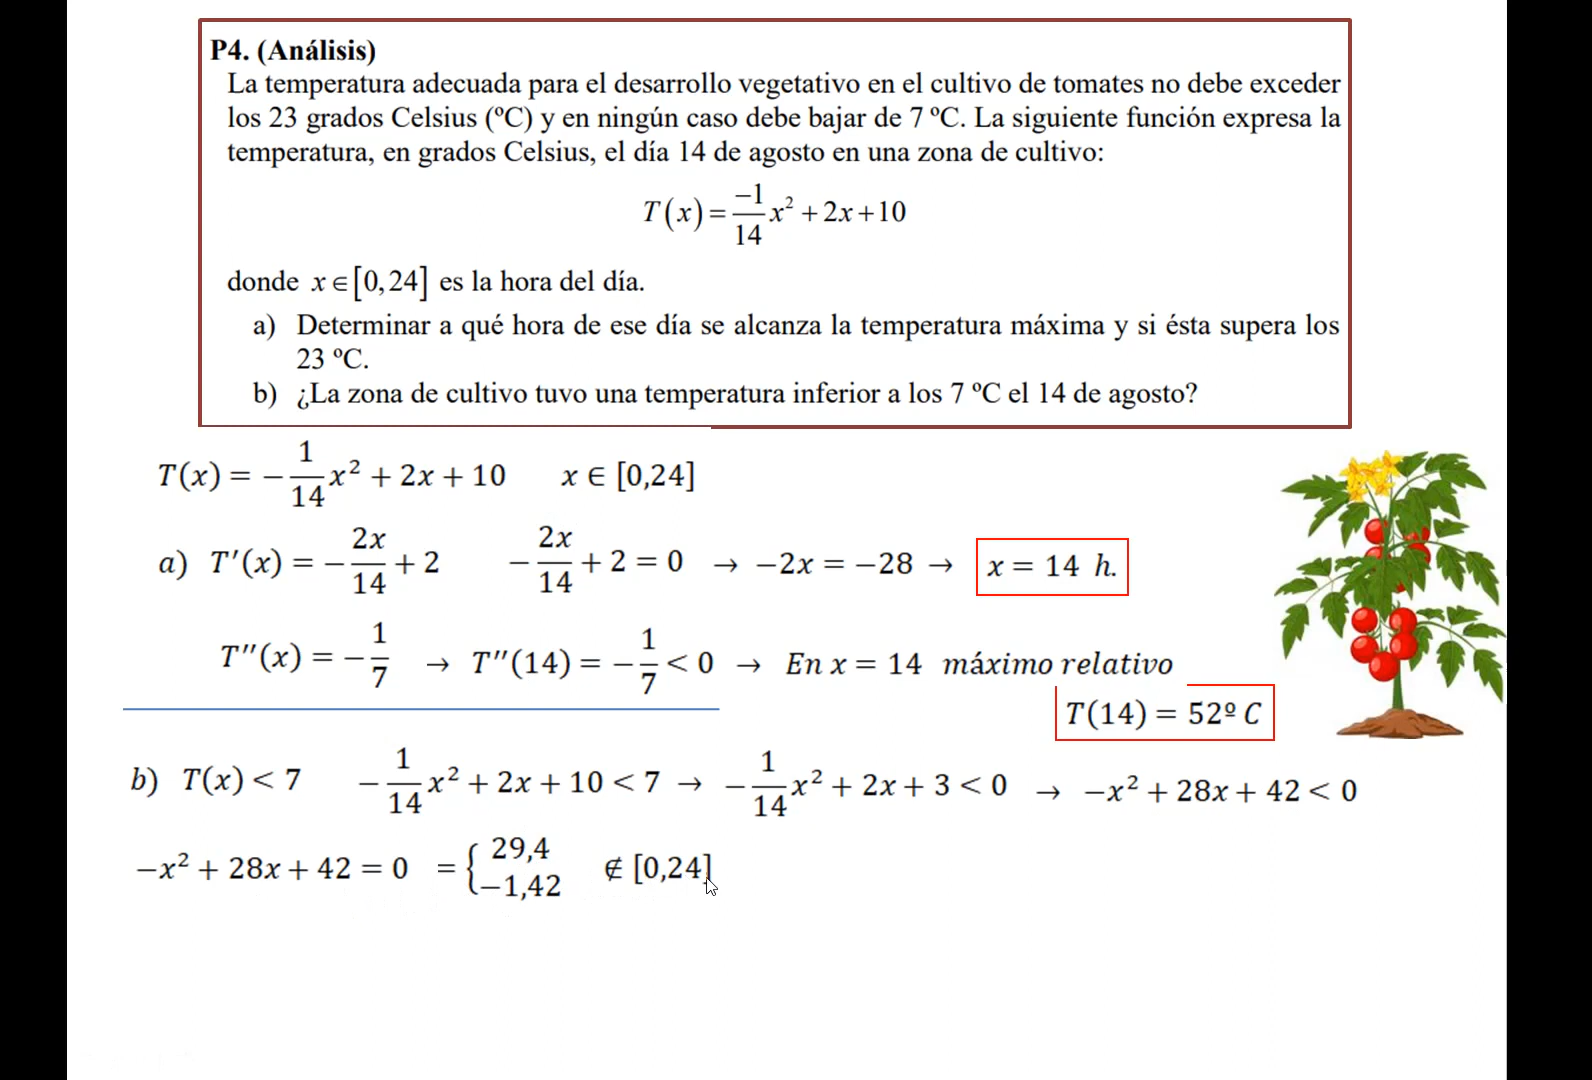 P4. (Análisis)
La temperatura adecuada para el desarrollo vegetativo en el cultivo de tomates no debe exceder
los 23 grados Celsius (ºC) y en ningún caso debe bajar de 7 ºC. La siguiente función expresa la
temperatura, en grados Celsius, el día 14 de agosto en una zona de cultivo:
T(x) = -1/14 x² + 2x + 10
donde x ∈ [0,24] es la hora del día.
a) Determinar a qué hora de ese día se alcanza la temperatura máxima y si ésta supera los
23 ºC.
b) ¿La zona de cultivo tuvo una temperatura inferior a los 7 ºC el 14 de agosto?
T(x) = −1/14 x² + 2x + 10 x ∈ [0,24]
a) T′(x) = −2x/14 + 2 −2x/14 + 2 = 0 → −2x = −28 → x = 14 h.
T″(x) = −1/7 → T″(14) = −1/7 < 0 → En x = 14 máximo relativo
T(14) = 52º C
b) T(x) < 7 −1/14 x² + 2x + 10 < 7 → −1/14 x² + 2x + 3 < 0 → −x² + 28x + 42 < 0
−x² + 28x + 42 = 0 = { 29,4 −1,42 ∉ [0,24]